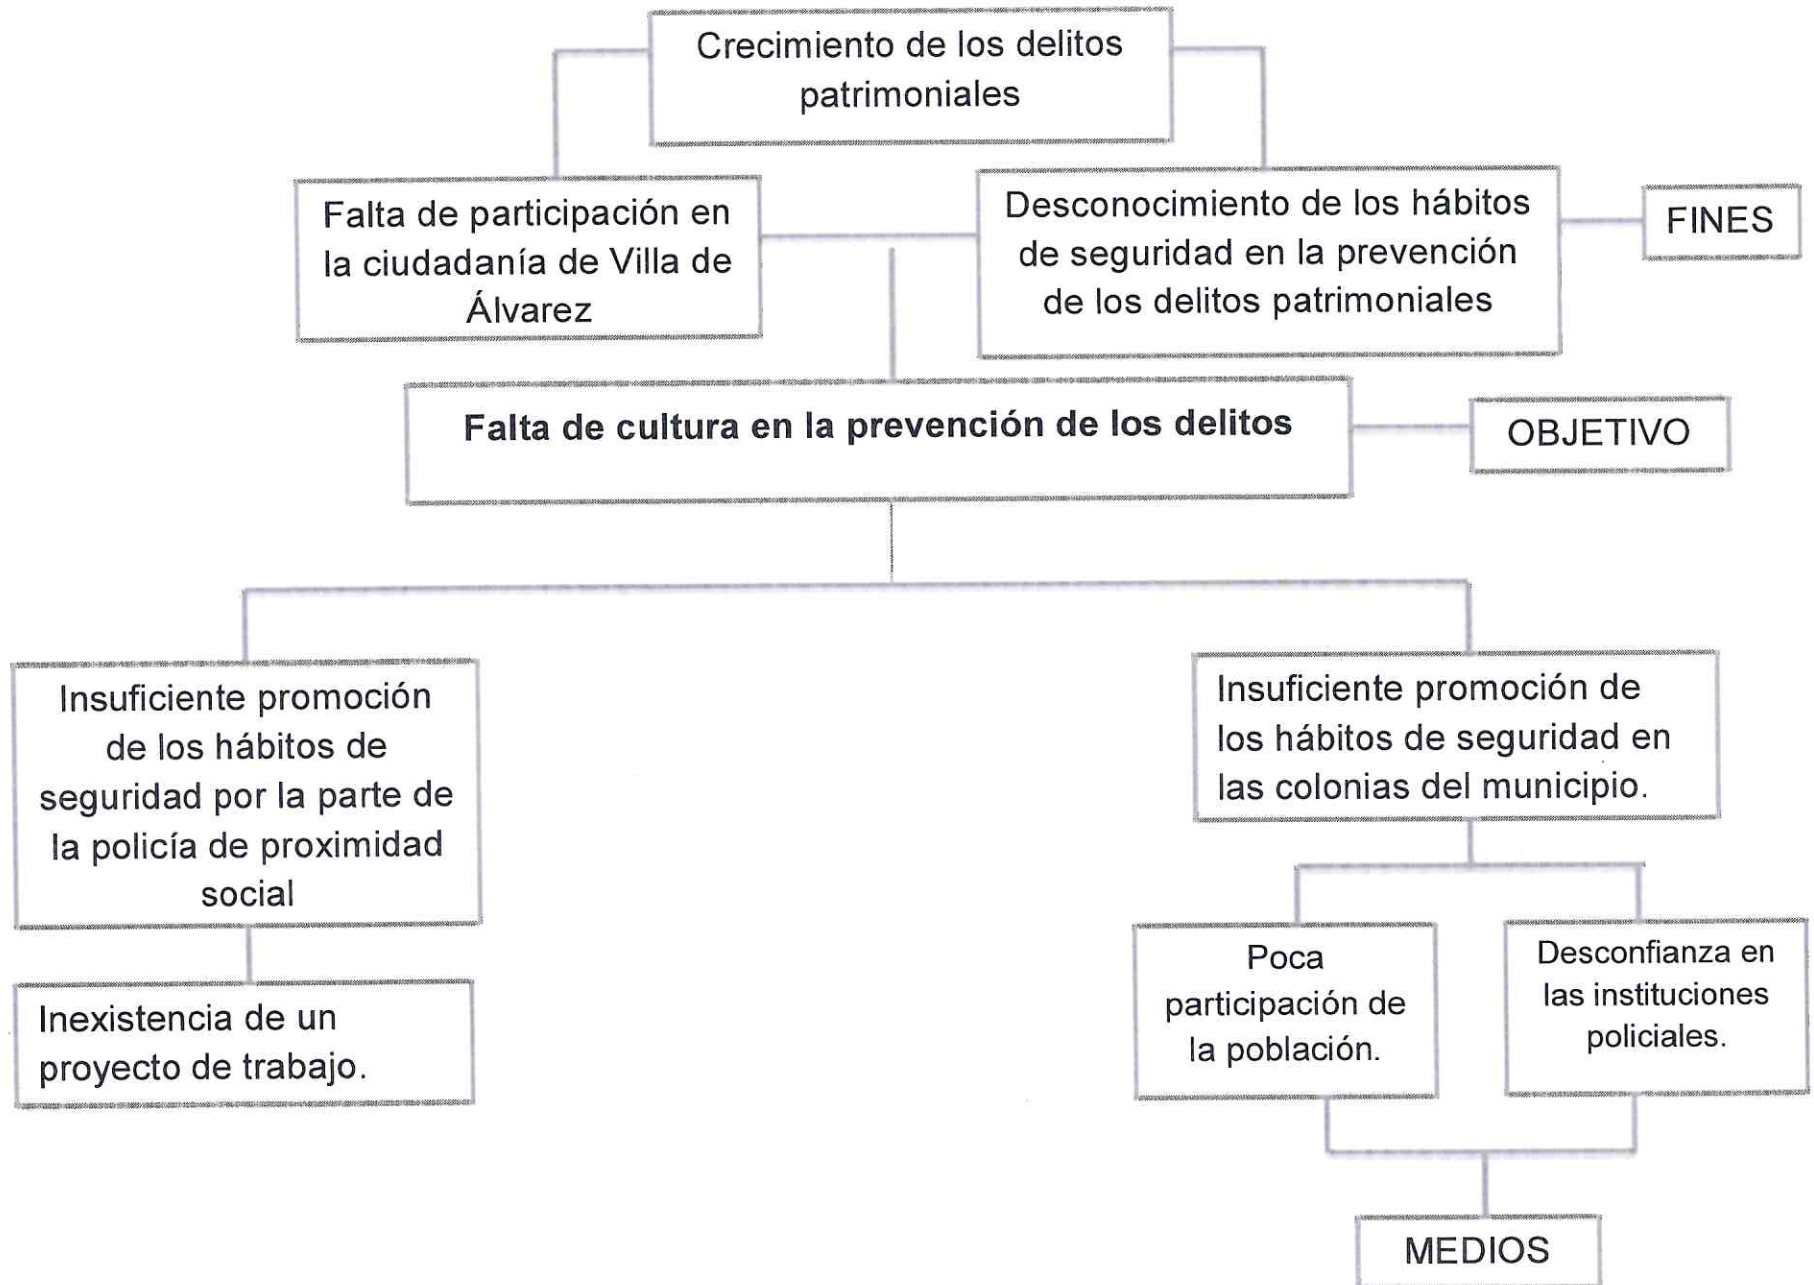 Crecimiento de los delitos
patrimoniales
Falta de participación en
la ciudadanía de Villa de
Álvarez
Desconocimiento de los hábitos
de seguridad en la prevención
de los delitos patrimoniales
FINES
Falta de cultura en la prevención de los delitos
OBJETIVO
Insuficiente promoción
de los hábitos de
seguridad por la parte de
la policía de proximidad
social
Insuficiente promoción de
los hábitos de seguridad en
las colonias del municipio.
Inexistencia de un
proyecto de trabajo.
Poca
participación de
la población.
Desconfianza en
las instituciones
policiales.
MEDIOS